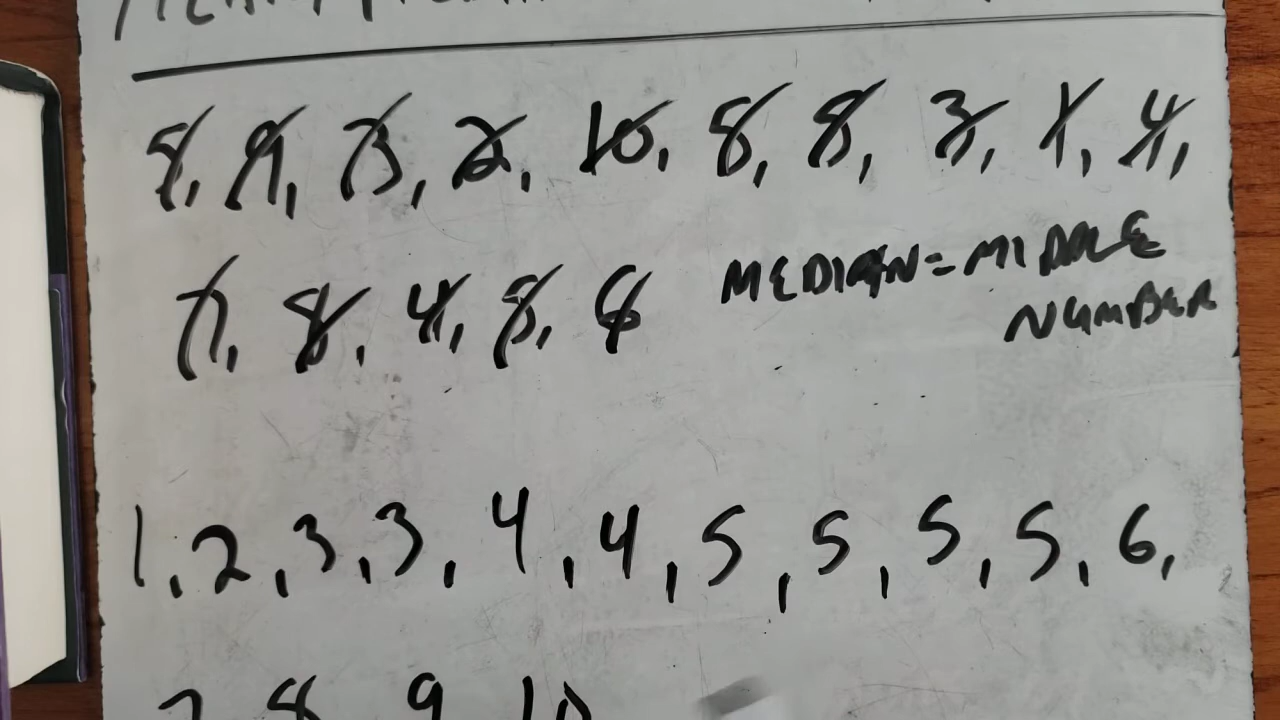 5, 9, 3, 2, 10, 5, 5, 3, 1, 4,
7, 8, 4, 5, 6
MEDIAN = MIDDLE
NUMBER
1, 2, 3, 3, 4, 4, 5, 5, 5, 5, 6,
7 8 9 10